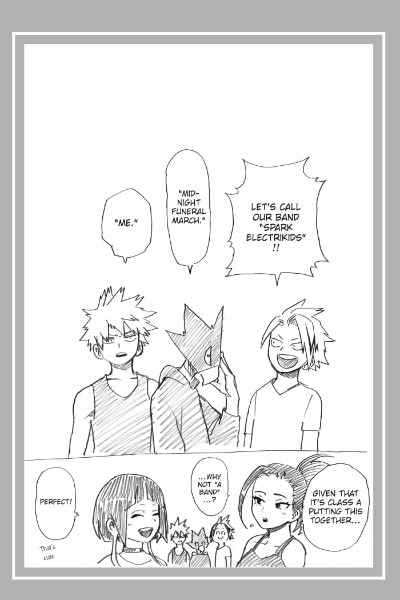 LET'S CALL
OUR BAND
"SPARK
ELECTRIKIDS"
!!
"MID-
NIGHT
FUNERAL
MARCH."
"ME."
GIVEN THAT
IT'S CLASS A
PUTTING THIS
TOGETHER...
...WHY
NOT "A
BAND"
...?
PERFECT!
That's